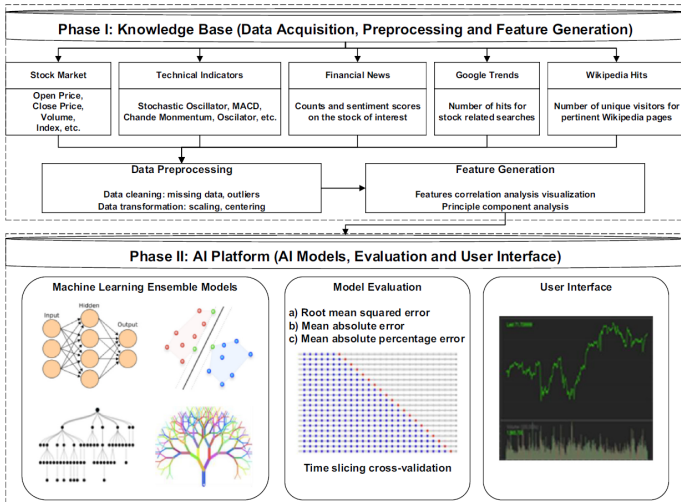 Phase I: Knowledge Base (Data Acquisition, Preprocessing and Feature Generation)
Stock Market
Open Price,
Close Price,
Volume,
Index, etc.
Technical Indicators
Stochastic Oscillator, MACD,
Chande Monmentum, Oscilator, etc.
Financial News
Counts and sentiment scores
on the stock of interest
Google Trends
Number of hits for
stock related searches
Wikipedia Hits
Number of unique visitors for
pertinent Wikipedia pages
Data Preprocessing
Data cleaning: missing data, outliers
Data transformation: scaling, centering
Feature Generation
Features correlation analysis visualization
Principle component analysis
Phase II: AI Platform (AI Models, Evaluation and User Interface)
Machine Learning Ensemble Models
Input
Hidden
Output
Model Evaluation
a) Root mean squared error
b) Mean absolute error
c) Mean absolute percentage error
Time slicing cross-validation
User Interface